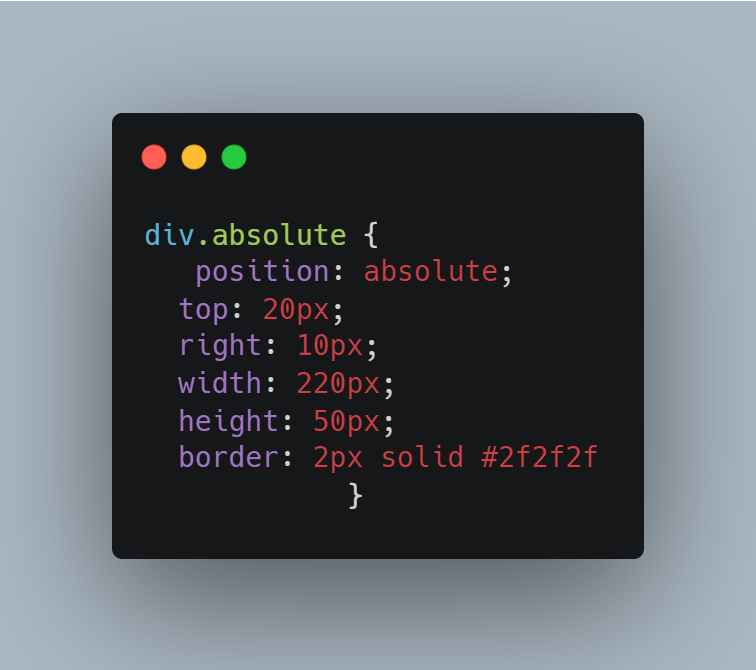 div.absolute {
   position: absolute;
  top: 20px;
  right: 10px;
  width: 220px;
  height: 50px;
  border: 2px solid #2f2f2f
            }